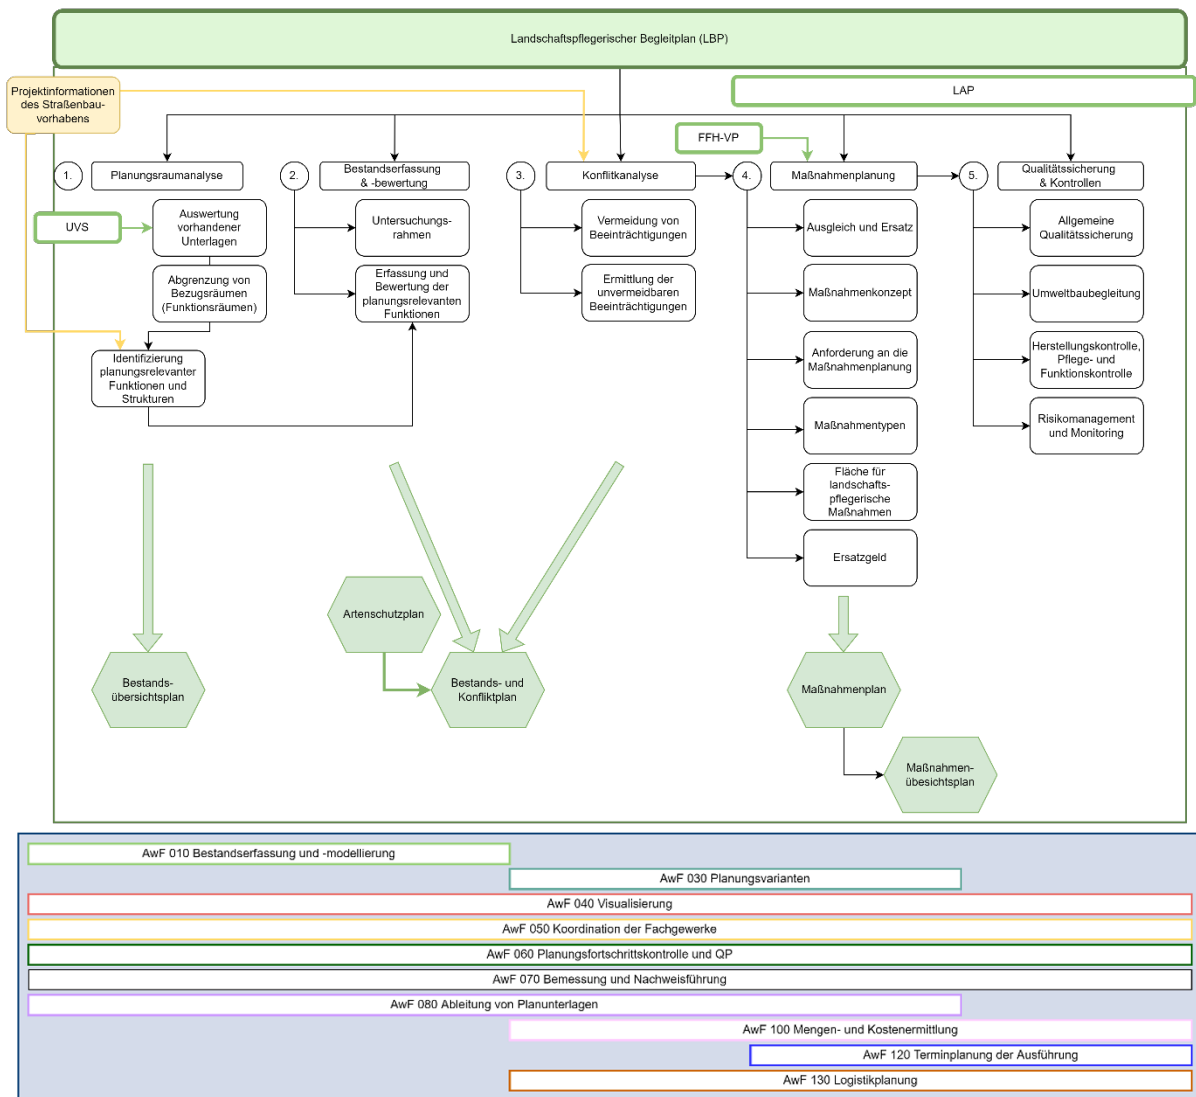 Landschaftspflegerischer Begleitplan (LBP)
Projektinformationen
des Straßenbau-
vorhabens
LAP
FFH-VP
1.
Planungsraumanalyse
2.
Bestandserfassung
& -bewertung
3.
Konfliktkanalyse
4.
Maßnahmenplanung
5.
Qualitätssicherung
& Kontrollen
UVS
Auswertung
vorhandener
Unterlagen
Abgrenzung von
Bezugsräumen
(Funktionsräumen)
Identifizierung
planungsrelevanter
Funktionen und
Strukturen
Untersuchungs-
rahmen
Erfassung und
Bewertung der
planungsrelevanten
Funktionen
Vermeidung von
Beeinträchtigungen
Ermittlung der
unvermeidbaren
Beeinträchtigungen
Ausgleich und Ersatz
Maßnahmenkonzept
Anforderung an die
Maßnahmenplanung
Maßnahmentypen
Fläche für
landschafts-
pflegerische
Maßnahmen
Ersatzgeld
Allgemeine
Qualitätssicherung
Umweltbaubegleitung
Herstellungskontrolle,
Pflege- und
Funktionskontrolle
Risikomanagement
und Monitoring
Artenschutzplan
Bestands-
übersichtsplan
Bestands- und
Konfliktplan
Maßnahmenplan
Maßnahmen-
übesichtsplan
AwF 010 Bestandserfassung und -modellierung
AwF 030 Planungsvarianten
AwF 040 Visualisierung
AwF 050 Koordination der Fachgewerke
AwF 060 Planungsfortschrittskontrolle und QP
AwF 070 Bemessung und Nachweisführung
AwF 080 Ableitung von Planunterlagen
AwF 100 Mengen- und Kostenermittlung
AwF 120 Terminplanung der Ausführung
AwF 130 Logistikplanung